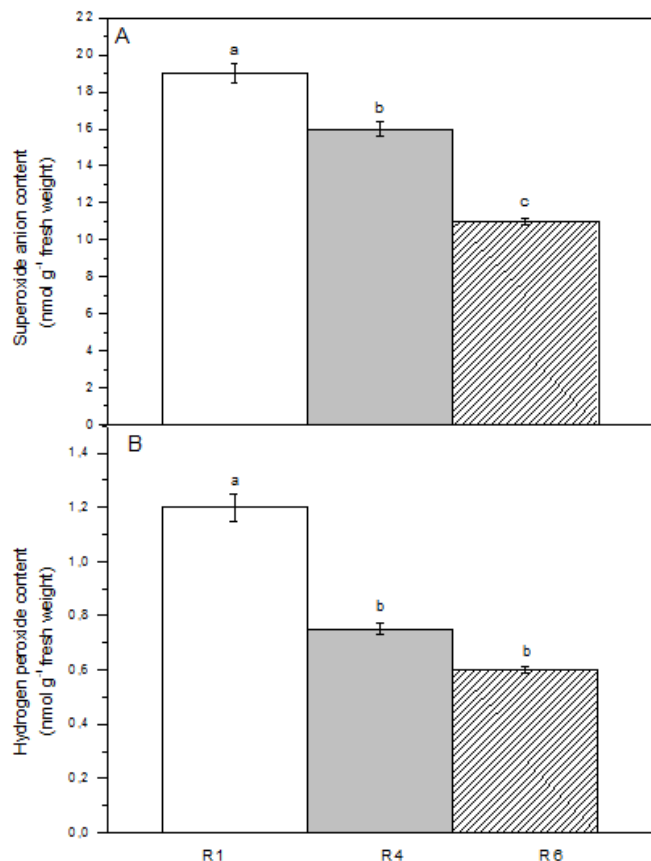 A
22
20
18
16
14
12
10
8
6
4
2
0
Superoxide anion content
(nmol g⁻¹ fresh weight)
a
b
c
B
1,4
1,2
1,0
0,8
0,6
0,4
0,2
0,0
Hydrogen peroxide content
(nmol g⁻¹ fresh weight)
a
b
b
R1 R4 R6